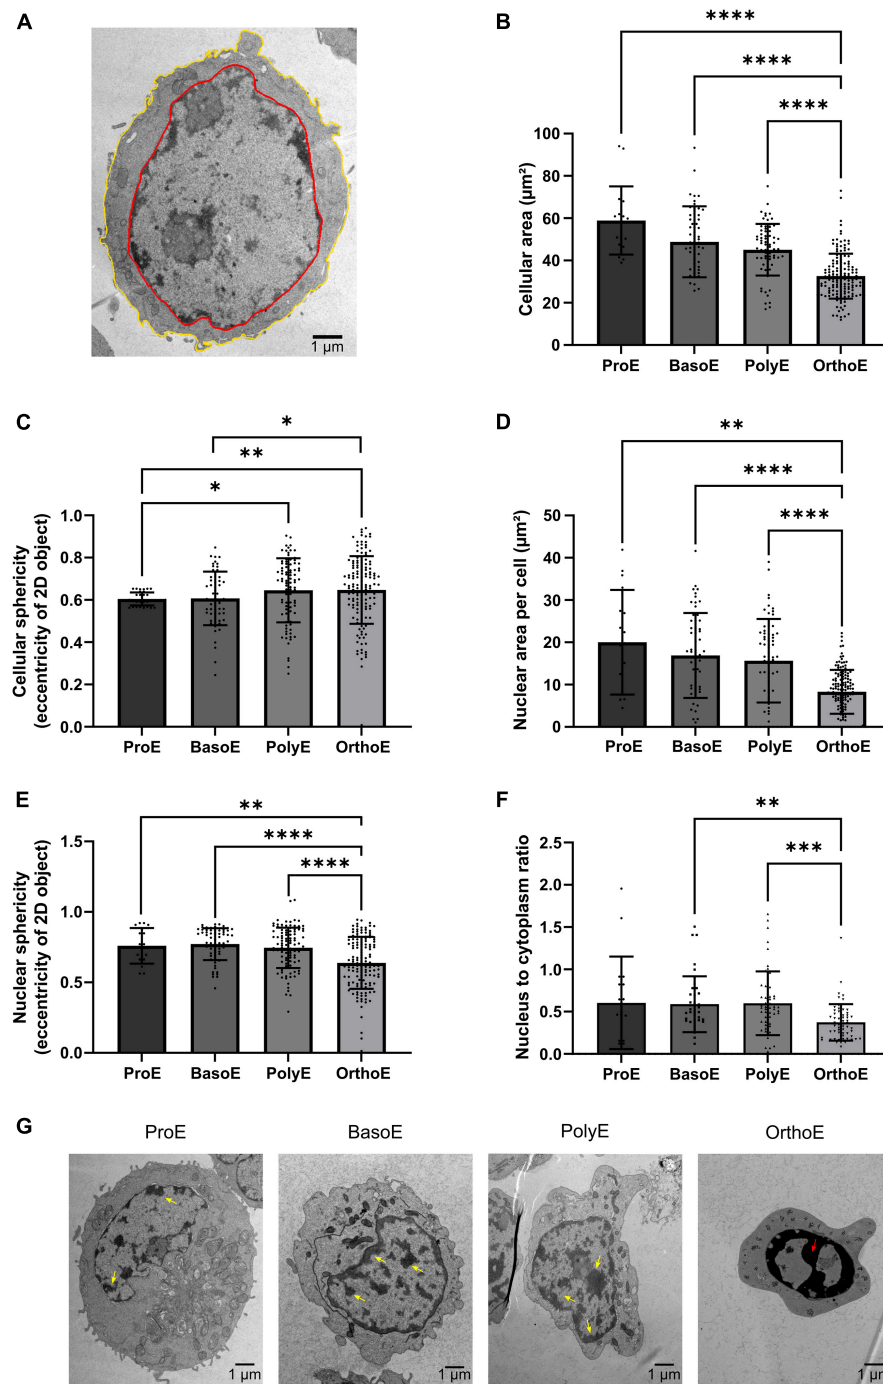 A
1 µm
B
****
****
****
Cellular area (µm²)
100
80
60
40
20
0
ProE BasoE PolyE OrthoE
C
*
**
*
Cellular sphericity
(eccentricity of 2D object)
1.0
0.8
0.6
0.4
0.2
0.0
ProE BasoE PolyE OrthoE
D
**
****
****
Nuclear area per cell (µm²)
50
40
30
20
10
0
ProE BasoE PolyE OrthoE
E
**
****
****
Nuclear sphericity
(eccentricity of 2D object)
1.5
1.0
0.5
0.0
ProE BasoE PolyE OrthoE
F
**
***
Nucleus to cytoplasm ratio
2.5
2.0
1.5
1.0
0.5
0.0
ProE BasoE PolyE OrthoE
G
ProE BasoE PolyE OrthoE
1 µm 1 µm 1 µm 1 µm